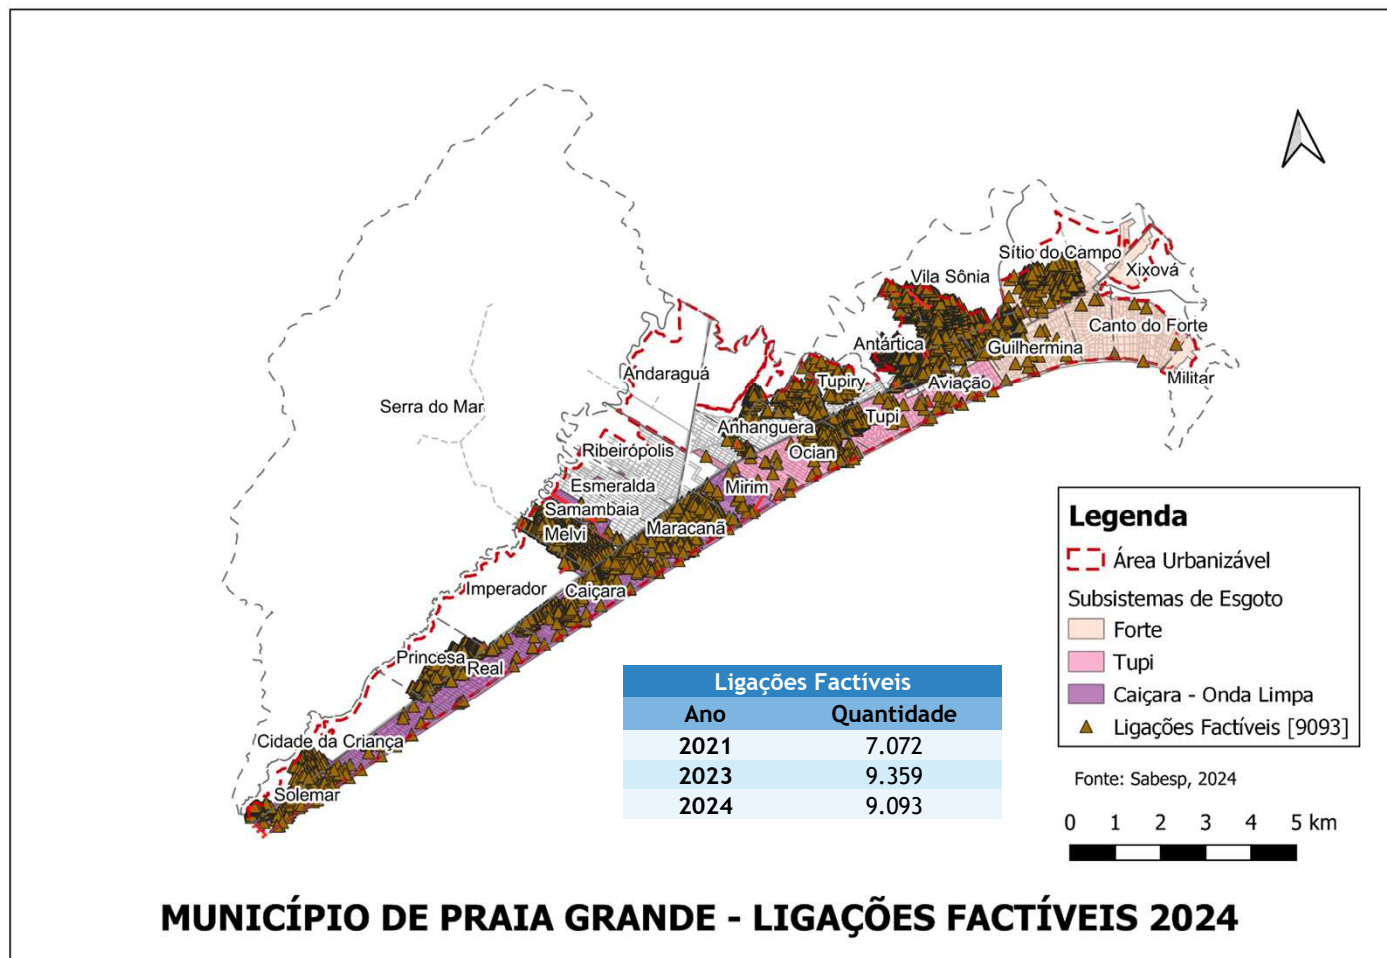 Sítio do Campo
Xixová
Vila Sônia
Canto do Forte
Antártica
Guilhermina
Militar
Andaraguá
Tupiry
Aviação
Serra do Mar
Tupi
Anhanguera
Ribeirópolis
Ocian
Esmeralda
Mirim
Samambaia
Maracanã
Melvi
Imperador
Caiçara
Princesa
Real
Cidade da Criança
Solemar
Legenda
Área Urbanizável
Subsistemas de Esgoto
Forte
Tupi
Caiçara - Onda Limpa
Ligações Factíveis [9093]
Fonte: Sabesp, 2024
0 1 2 3 4 5 km
Ligações Factíveis
Ano Quantidade
2021 7.072
2023 9.359
2024 9.093
MUNICÍPIO DE PRAIA GRANDE - LIGAÇÕES FACTÍVEIS 2024